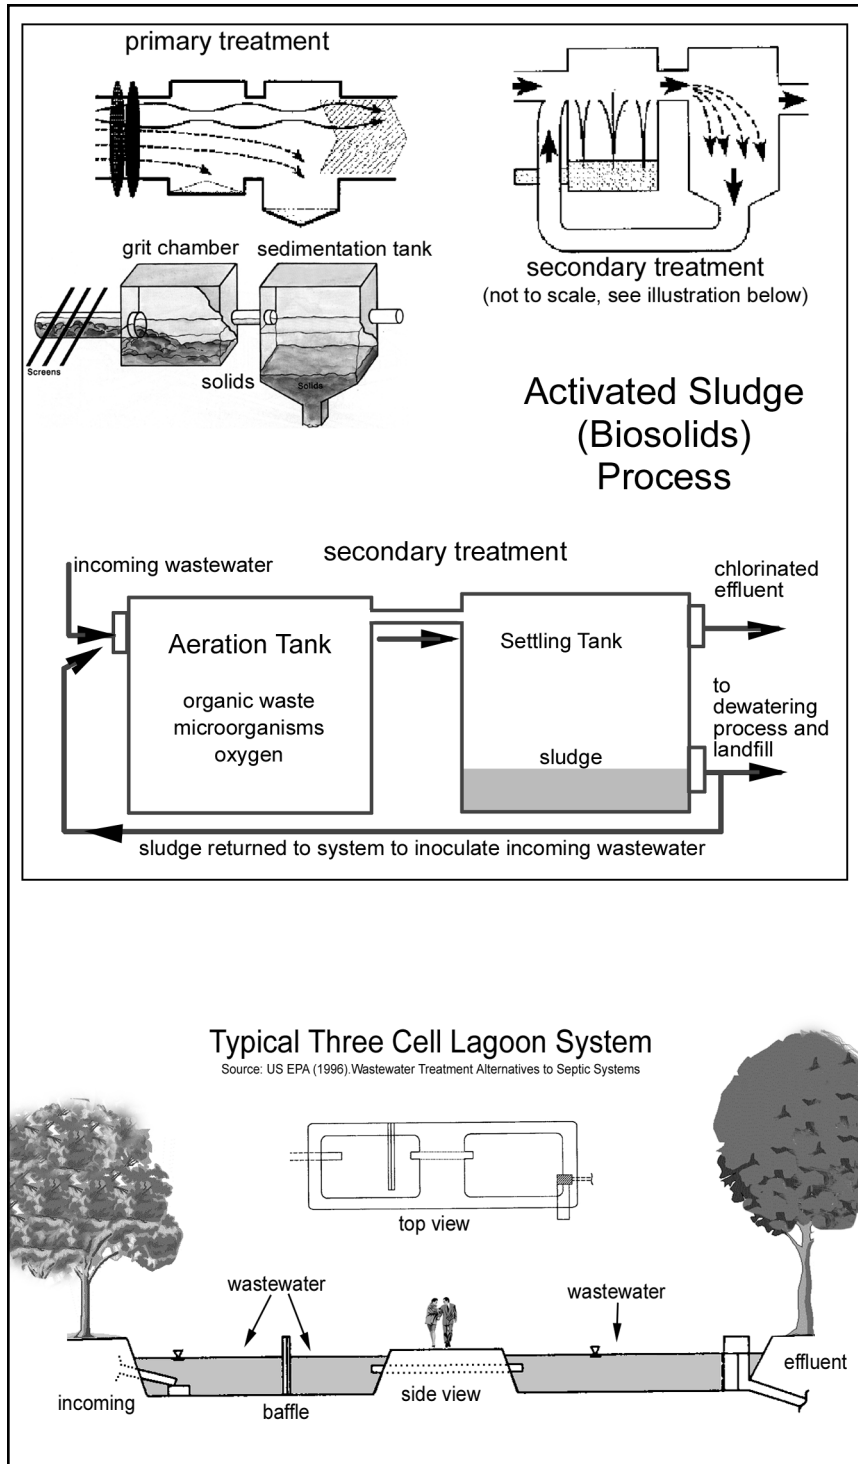 primary treatment
grit chamber
sedimentation tank
Screens
solids
Solids
secondary treatment
(not to scale, see illustration below)
Activated Sludge
(Biosolids)
Process
secondary treatment
incoming wastewater
chlorinated
effluent
Aeration Tank
organic waste
microorganisms
oxygen
Settling Tank
sludge
to
dewatering
process and
landfill
sludge returned to system to inoculate incoming wastewater
Typical Three Cell Lagoon System
Source: US EPA (1996).Wastewater Treatment Alternatives to Septic Systems
top view
wastewater
wastewater
incoming
baffle
side view
effluent